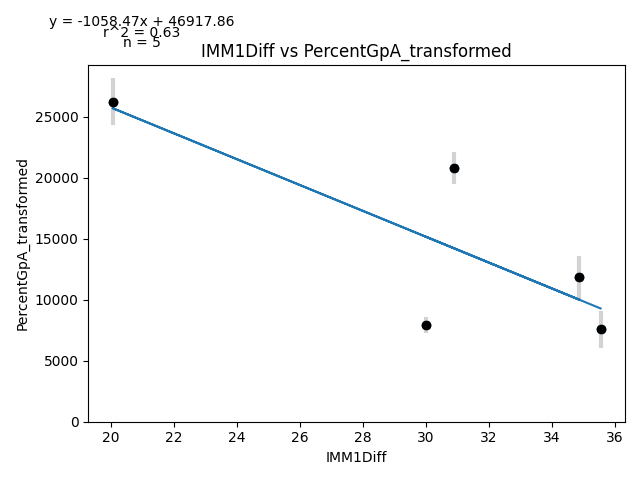 y = -1058.47x + 46917.86
r^2 = 0.63
n = 5
IMM1Diff vs PercentGpA_transformed
PercentGpA_transformed
25000
20000
15000
10000
5000
0
20 22 24 26 28 30 32 34 36
IMM1Diff